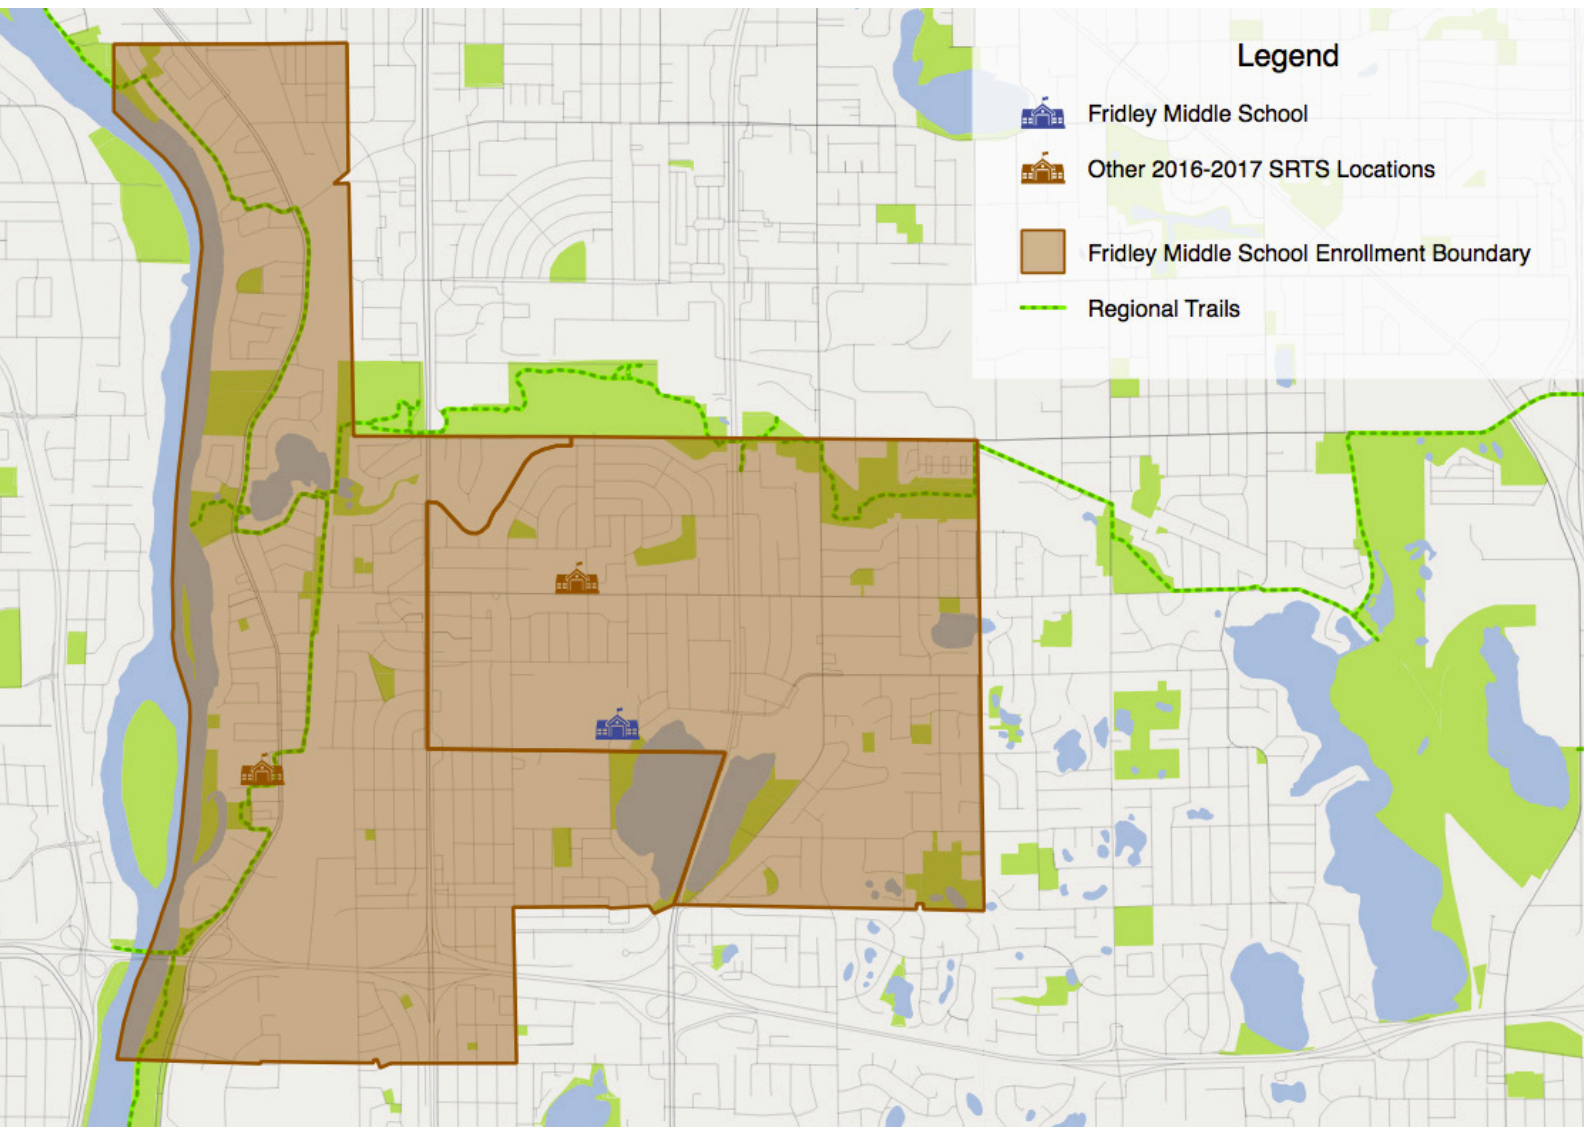 Legend
Fridley Middle School
Other 2016-2017 SRTS Locations
Fridley Middle School Enrollment Boundary
Regional Trails